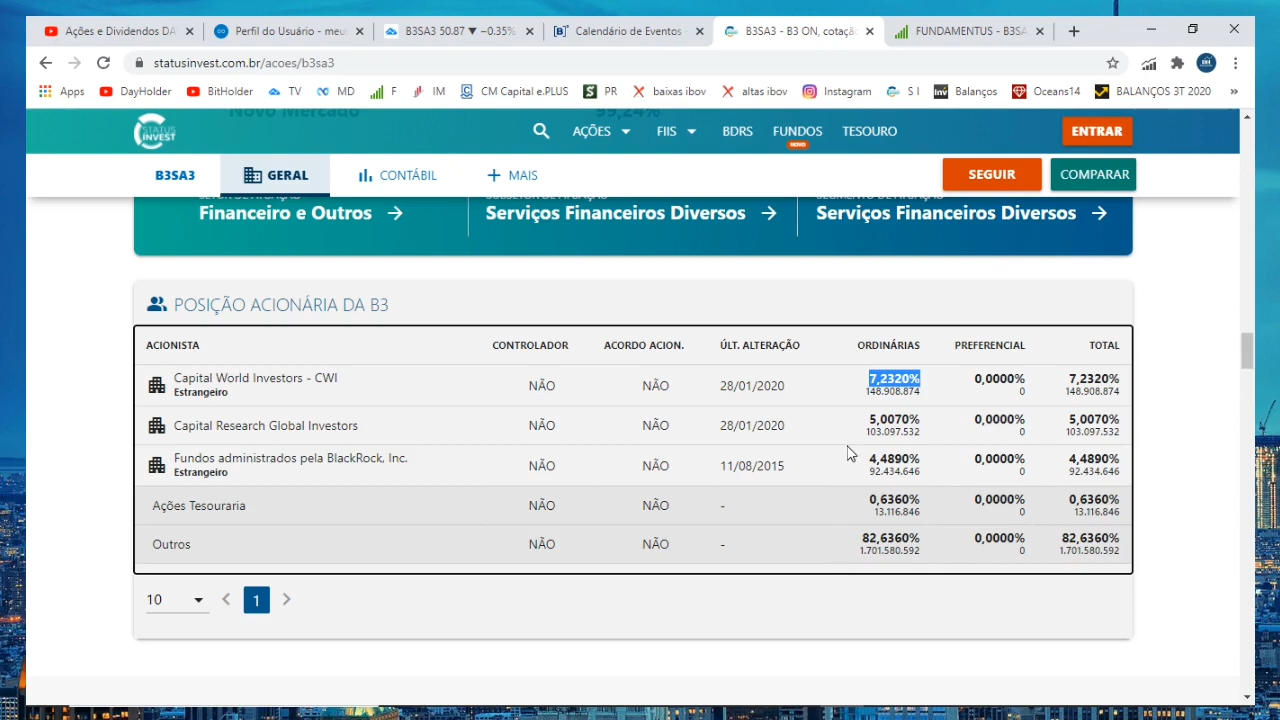 Ações e Dividendos DA
Perfil do Usuário - meu
B3SA3 50.87 ▼ −0.35%
Calendário de Eventos -
B3SA3 - B3 ON, cotaçã
FUNDAMENTUS - B3SA
statusinvest.com.br/acoes/b3sa3
Apps DayHolder BitHolder TV MD F IM CM Capital e.PLUS PR baixas ibov altas ibov Instagram S I Balanços Oceans14 BALANÇOS 3T 2020 »
Novo Mercado 99,24%
STATUS INVEST
AÇÕES FIIS BDRS FUNDOS TESOURO ENTRAR
NOVO
B3SA3 GERAL CONTÁBIL MAIS SEGUIR COMPARAR
Financeiro e Outros Serviços Financeiros Diversos Serviços Financeiros Diversos
POSIÇÃO ACIONÁRIA DA B3
ACIONISTA CONTROLADOR ACORDO ACION. ÚLT. ALTERAÇÃO ORDINÁRIAS PREFERENCIAL TOTAL
Capital World Investors - CWI NÃO NÃO 28/01/2020 7,2320% 0,0000% 7,2320%
Estrangeiro 148.908.874 0 148.908.874
Capital Research Global Investors NÃO NÃO 28/01/2020 5,0070% 0,0000% 5,0070%
103.097.532 0 103.097.532
Fundos administrados pela BlackRock, Inc. NÃO NÃO 11/08/2015 4,4890% 0,0000% 4,4890%
Estrangeiro 92.434.646 0 92.434.646
Ações Tesouraria NÃO NÃO - 0,6360% 0,0000% 0,6360%
13.116.846 0 13.116.846
Outros NÃO NÃO - 82,6360% 0,0000% 82,6360%
1.701.580.592 0 1.701.580.592
10 1